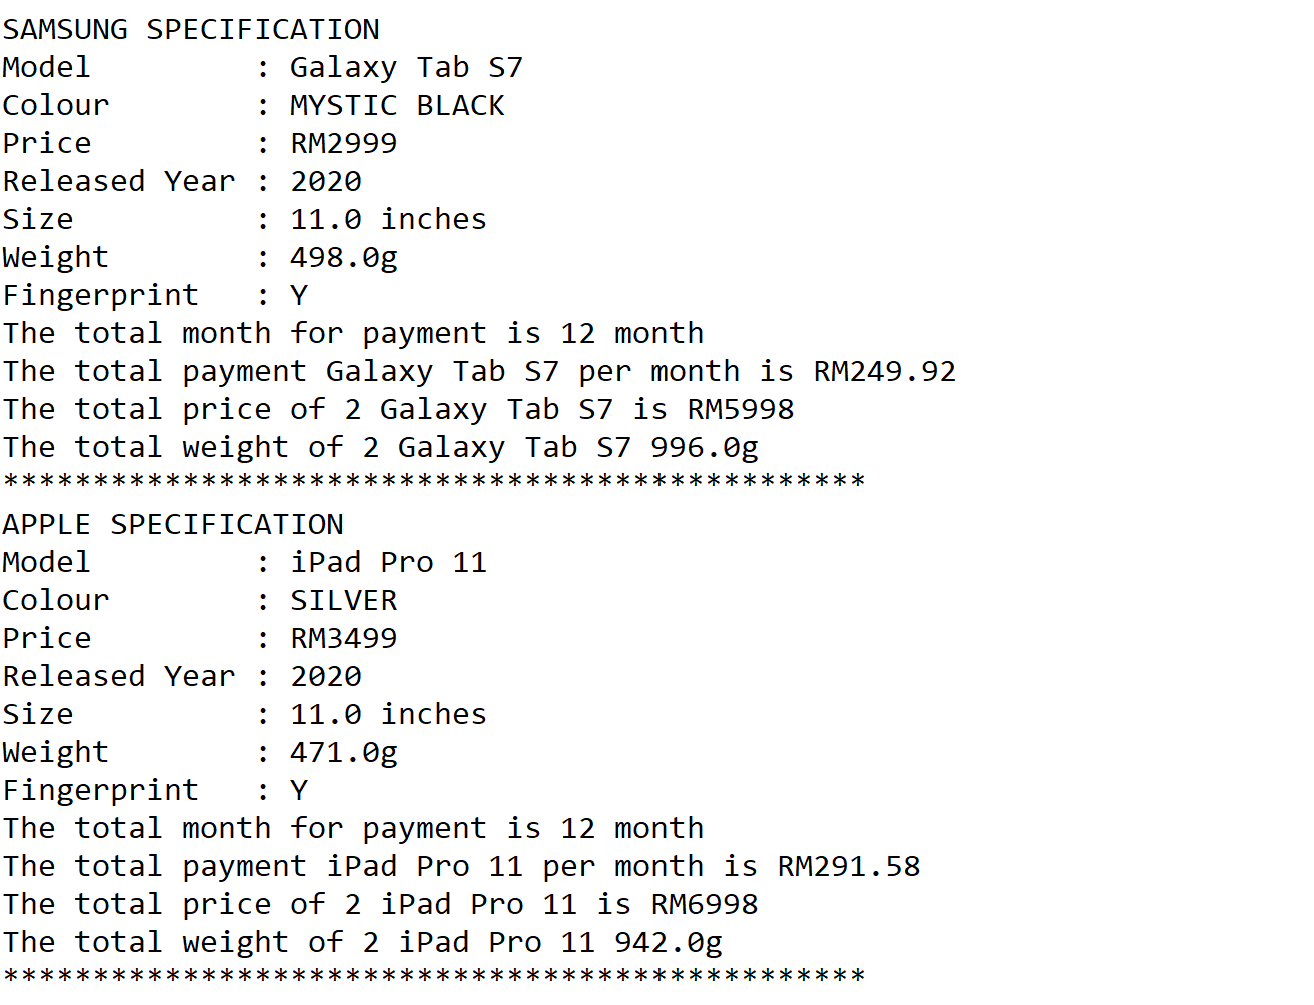 SAMSUNG SPECIFICATION
Model         : Galaxy Tab S7
Colour        : MYSTIC BLACK
Price         : RM2999
Released Year : 2020
Size          : 11.0 inches
Weight        : 498.0g
Fingerprint   : Y
The total month for payment is 12 month
The total payment Galaxy Tab S7 per month is RM249.92
The total price of 2 Galaxy Tab S7 is RM5998
The total weight of 2 Galaxy Tab S7 996.0g
************************************************
APPLE SPECIFICATION
Model         : iPad Pro 11
Colour        : SILVER
Price         : RM3499
Released Year : 2020
Size          : 11.0 inches
Weight        : 471.0g
Fingerprint   : Y
The total month for payment is 12 month
The total payment iPad Pro 11 per month is RM291.58
The total price of 2 iPad Pro 11 is RM6998
The total weight of 2 iPad Pro 11 942.0g
************************************************